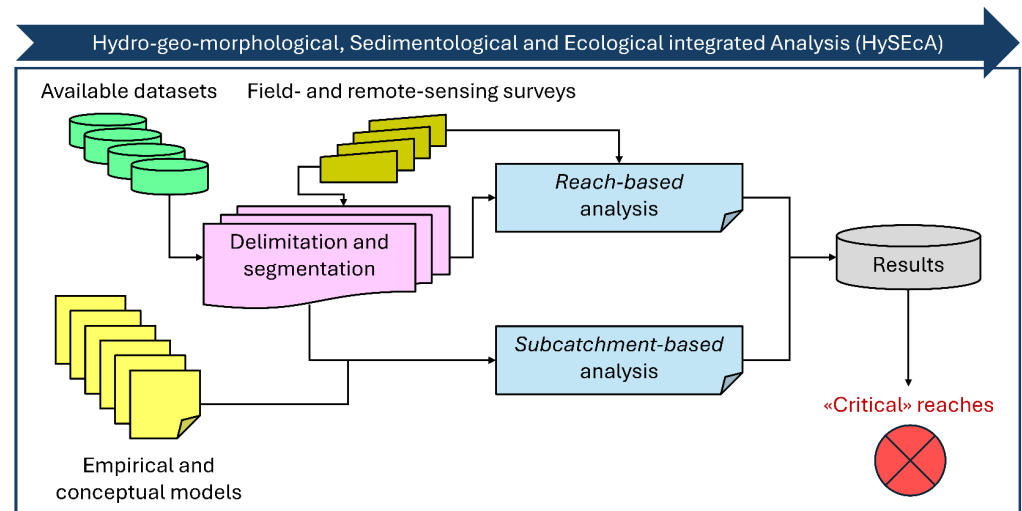 Hydro-geo-morphological, Sedimentological and Ecological integrated Analysis (HySEcA)
Available datasets
Field- and remote-sensing surveys
Reach-based
analysis
Delimitation and
segmentation
Results
Subcatchment-based
analysis
«Critical» reaches
Empirical and
conceptual models